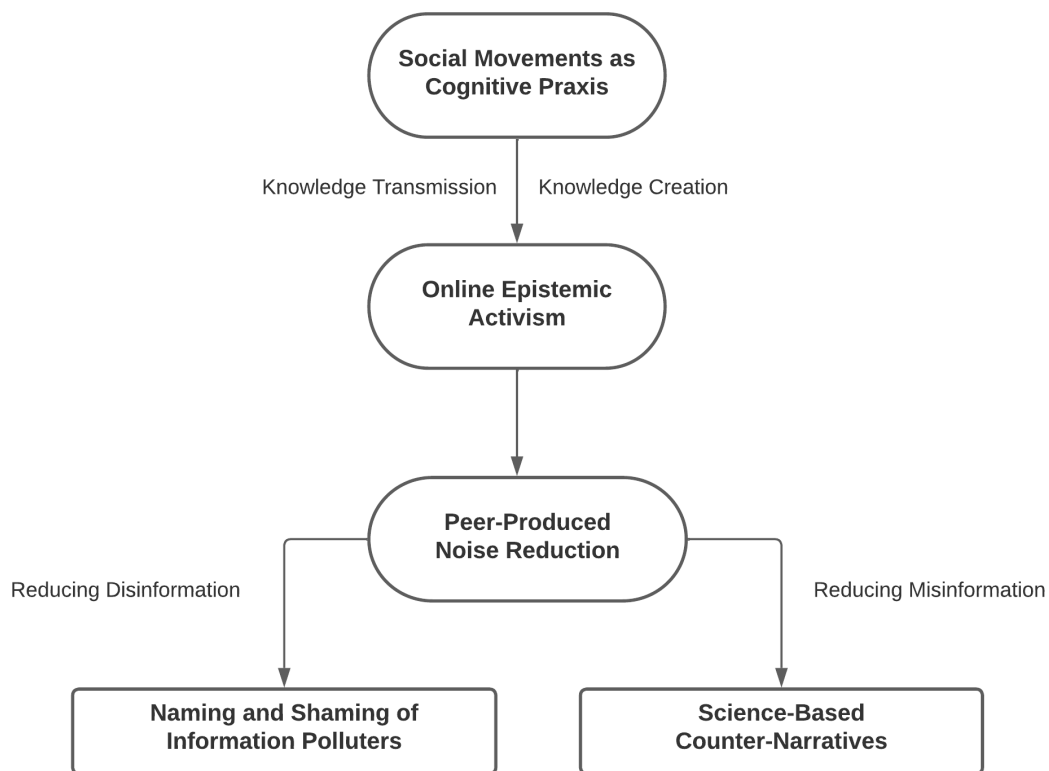 Social Movements as
Cognitive Praxis
Knowledge Transmission
Knowledge Creation
Online Epistemic
Activism
Peer-Produced
Noise Reduction
Reducing Disinformation
Reducing Misinformation
Naming and Shaming of
Information Polluters
Science-Based
Counter-Narratives